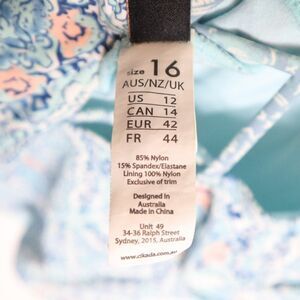 size 16
AUS/NZ/UK
US 12
CAN 14
EUR 42
FR 44
85% Nylon
15% Spandex/Elastane
Lining 100% Nylon
Exclusive of trim
Designed in
Australia
Made in China
Unit 49
34-36 Ralph Street
Sydney, 2015, Australia
www.cikada.com.au